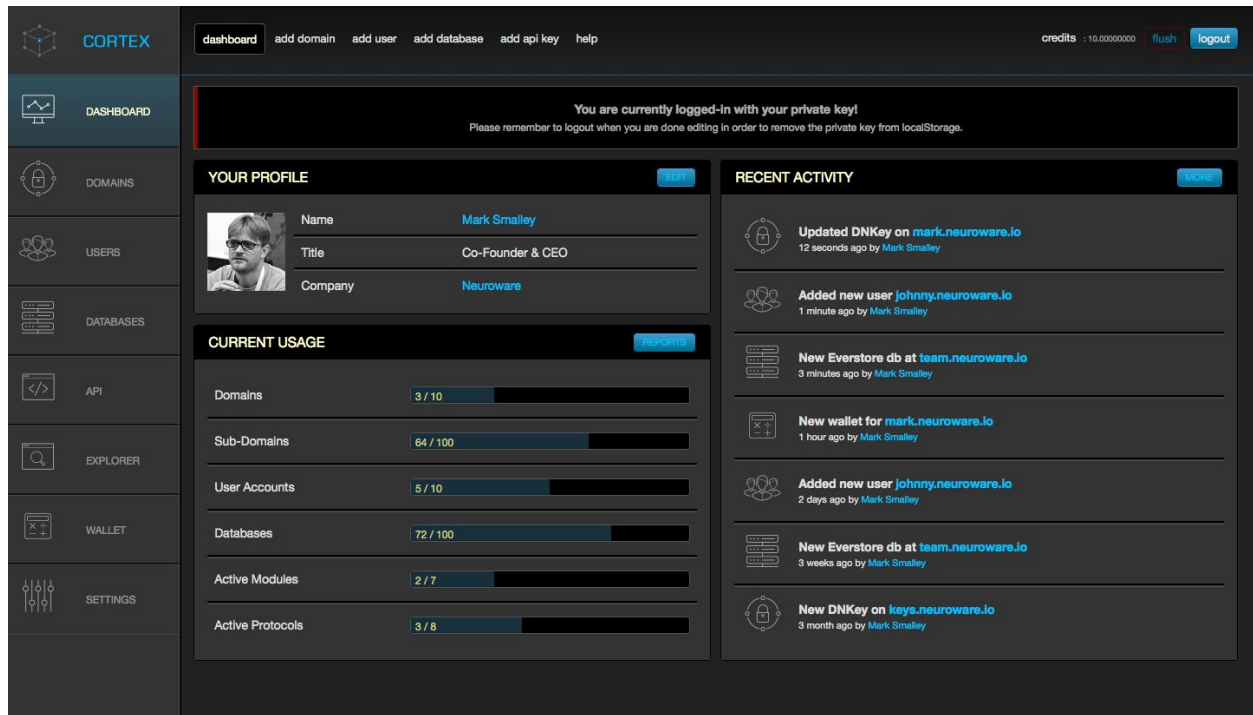 CORTEX
dashboard add domain add user add database add api key help
credits : 10.00000000 flush logout
DASHBOARD
DOMAINS
USERS
DATABASES
API
EXPLORER
WALLET
SETTINGS
You are currently logged-in with your private key!
Please remember to logout when you are done editing in order to remove the private key from localStorage.
YOUR PROFILE EDIT
Name Mark Smalley
Title Co-Founder & CEO
Company Neuroware
CURRENT USAGE REPORTS
Domains 3 / 10
Sub-Domains 64 / 100
User Accounts 5 / 10
Databases 72 / 100
Active Modules 2 / 7
Active Protocols 3 / 8
RECENT ACTIVITY MORE
Updated DNKey on mark.neuroware.io
12 seconds ago by Mark Smalley
Added new user johnny.neuroware.io
1 minute ago by Mark Smalley
New Everstore db at team.neuroware.io
3 minutes ago by Mark Smalley
New wallet for mark.neuroware.io
1 hour ago by Mark Smalley
Added new user johnny.neuroware.io
2 days ago by Mark Smalley
New Everstore db at team.neuroware.io
3 weeks ago by Mark Smalley
New DNKey on keys.neuroware.io
3 month ago by Mark Smalley